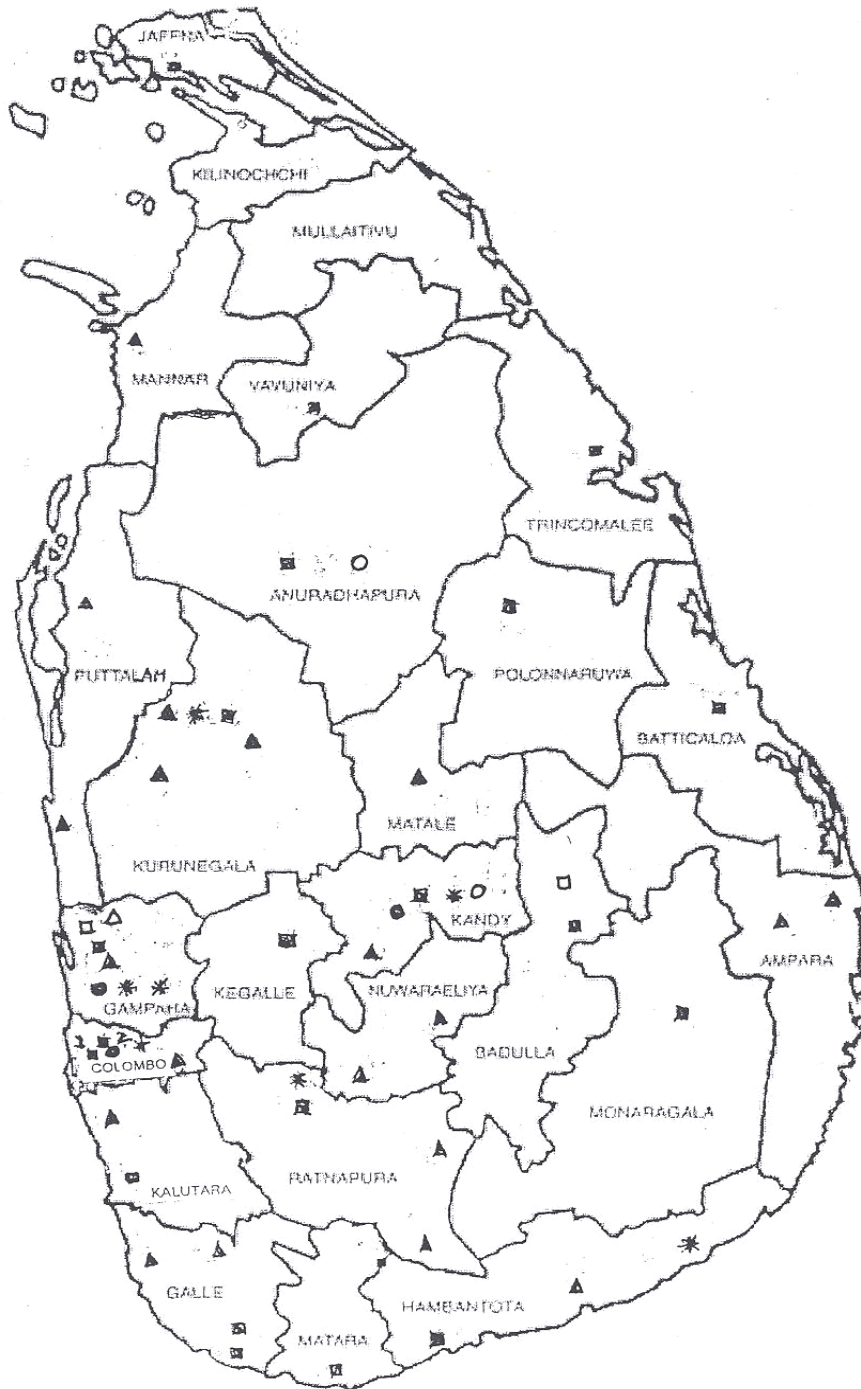 JAFFNA
KILINOCHCHI
MULLAITIVU
MANNAR
VAVUNIYA
TRINCOMALEE
ANURADHAPURA
PUTTALAM
POLONNARUWA
BATTICALOA
MATALE
KURUNEGALA
KANDY
AMPARA
GAMPAHA
KEGALLE
NUWARAELIYA
BADULLA
COLOMBO
MONARAGALA
RATNAPURA
KALUTARA
GALLE
HAMBANTOTA
MATARA